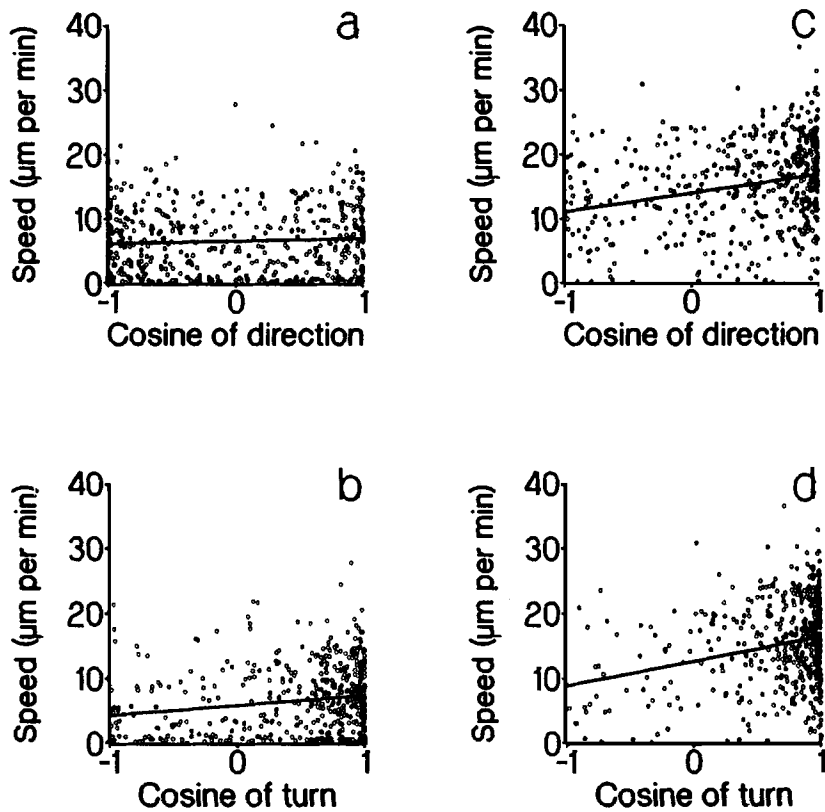 a
Speed (µm per min)
40
30
20
10
0
-1 0 1
Cosine of direction
c
Speed (µm per min)
40
30
20
10
0
-1 0 1
Cosine of direction
b
Speed (µm per min)
40
30
20
10
0
-1 0 1
Cosine of turn
d
Speed (µm per min)
40
30
20
10
0
-1 0 1
Cosine of turn